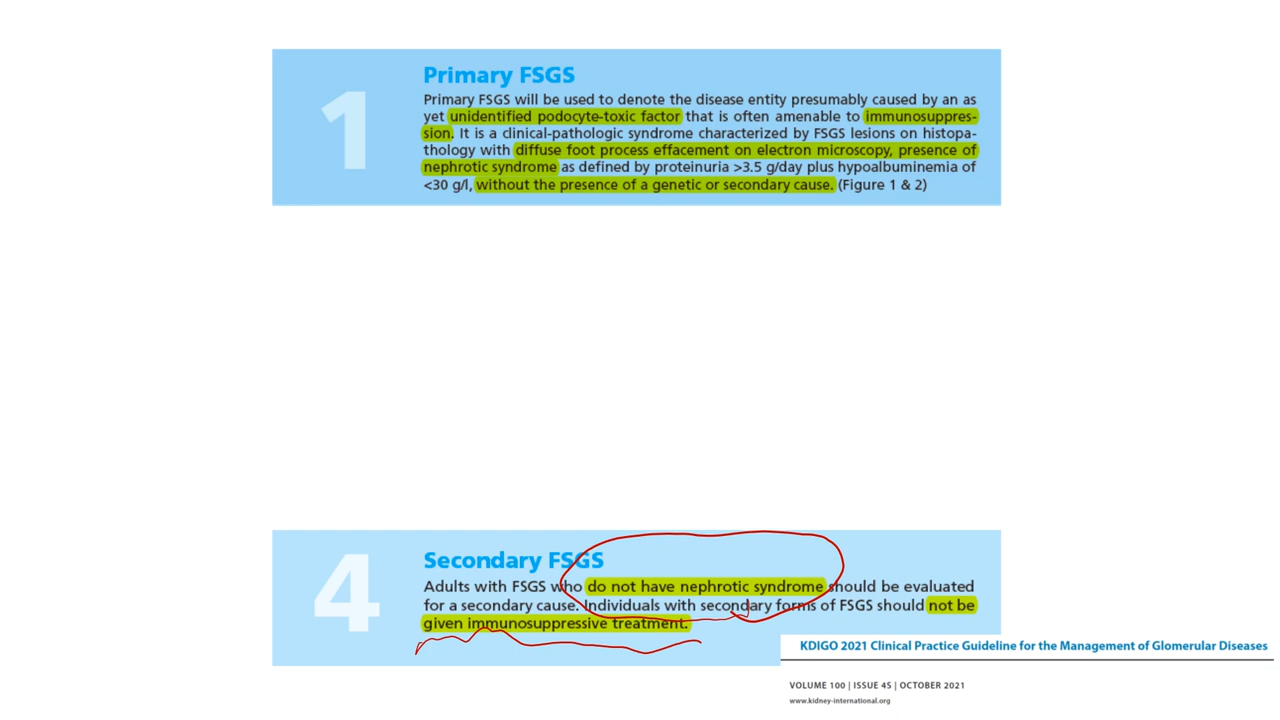 1
Primary FSGS
Primary FSGS will be used to denote the disease entity presumably caused by an as
yet unidentified podocyte-toxic factor that is often amenable to immunosuppres-
sion. It is a clinical-pathologic syndrome characterized by FSGS lesions on histopa-
thology with diffuse foot process effacement on electron microscopy, presence of
nephrotic syndrome as defined by proteinuria >3.5 g/day plus hypoalbuminemia of
<30 g/l, without the presence of a genetic or secondary cause. (Figure 1 & 2)
4
Secondary FSGS
Adults with FSGS who do not have nephrotic syndrome should be evaluated
for a secondary cause. Individuals with secondary forms of FSGS should not be
given immunosuppressive treatment.
KDIGO 2021 Clinical Practice Guideline for the Management of Glomerular Diseases
VOLUME 100 | ISSUE 4S | OCTOBER 2021
www.kidney-international.org